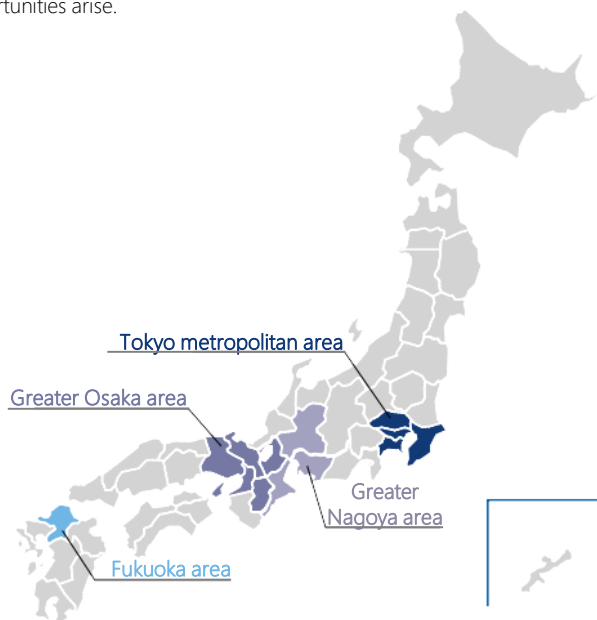 rtunities arise.
Tokyo metropolitan area
Greater Osaka area
Greater
Nagoya area
Fukuoka area